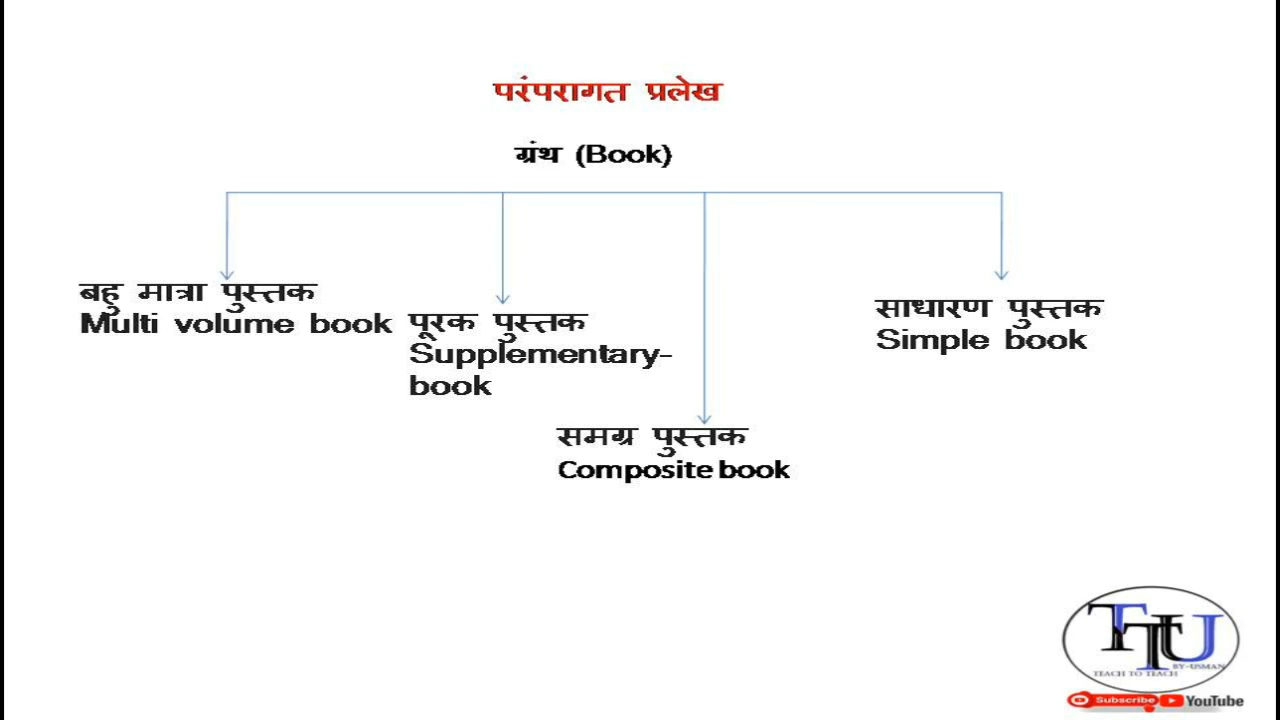 परंपरागत प्रलेख
ग्रंथ (Book)
बहु मात्रा पुस्तक
Multi volume book
पूरक पुस्तक
Supplementary-
book
समग्र पुस्तक
Composite book
साधारण पुस्तक
Simple book
TTU
BY-USMAN
TEACH TO TEACH
Subscribe
YouTube